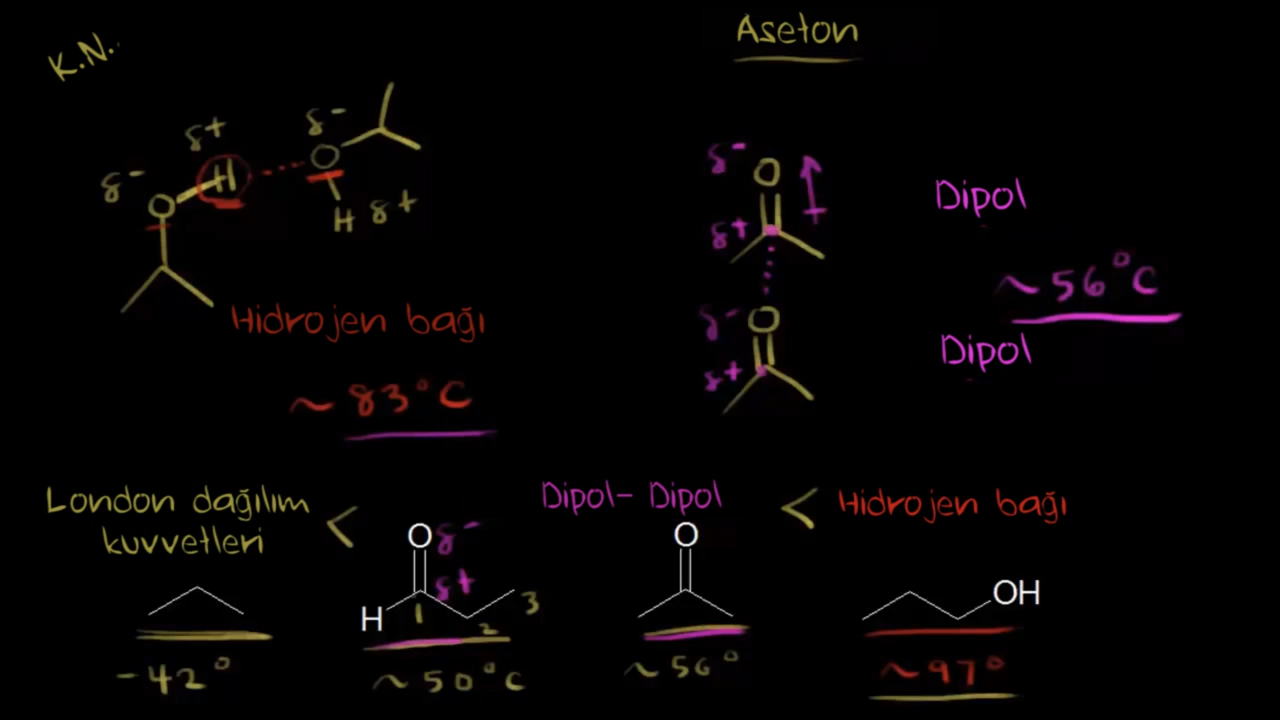 K.N.
Aseton
δ-
δ+
δ-
O
H
O
H δ+
Hidrojen bağı
~ 83°C
δ-
O
δ+
δ-
O
δ+
Dipol
~56°C
Dipol
London dağılım
kuvvetleri
<
Dipol- Dipol
<
Hidrojen bağı
O
δ-
δ+
H
1
2
3
O
OH
-42°
~50°C
~56°
~97°